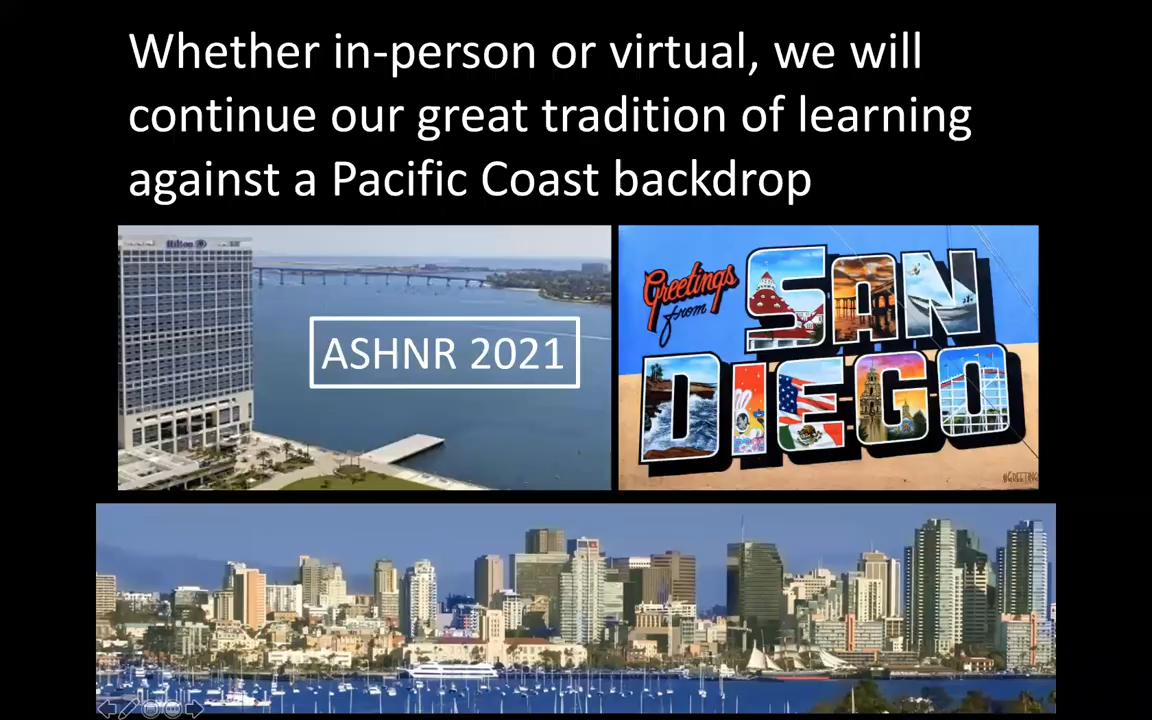 Whether in-person or virtual, we will
continue our great tradition of learning
against a Pacific Coast backdrop
Hilton
ASHNR 2021
Greetings
from
SAN
DIEGO